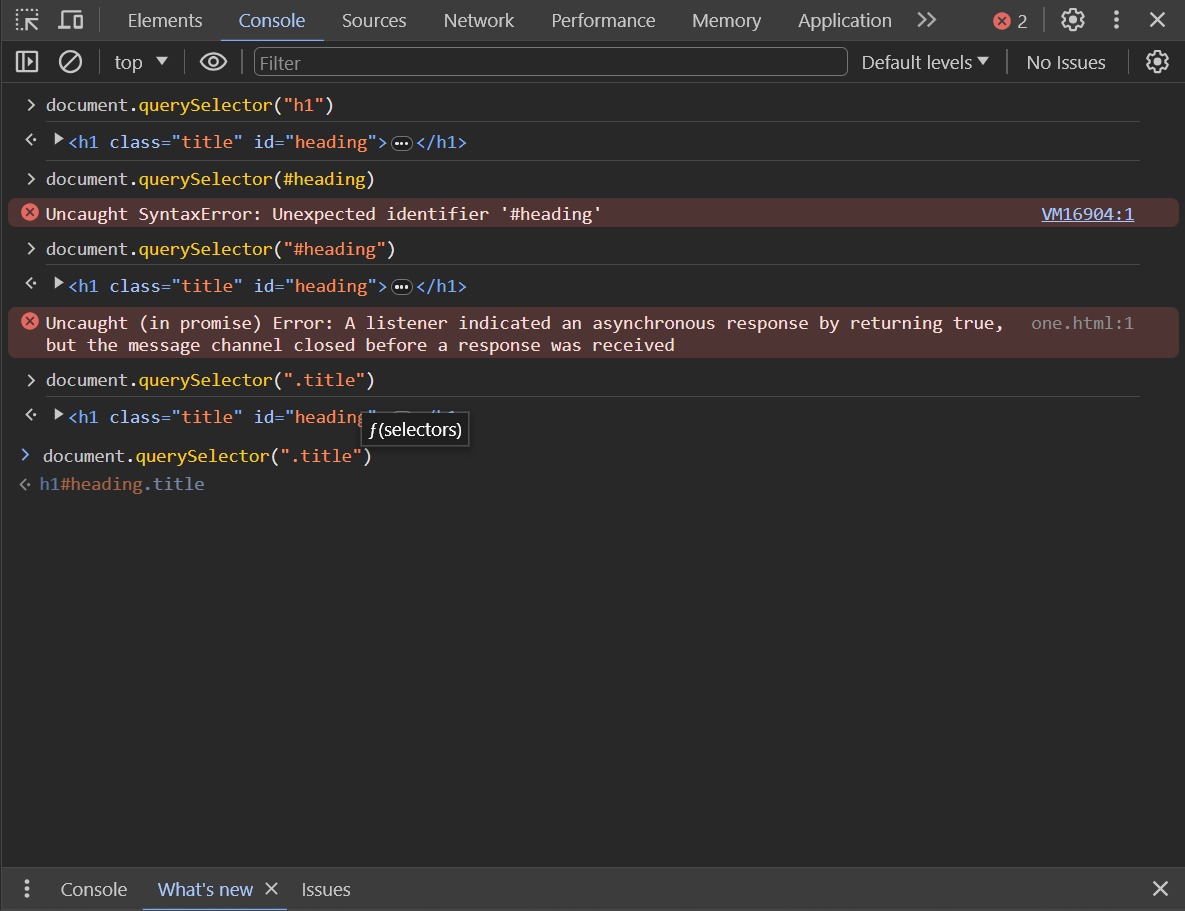 Elements Console Sources Network Performance Memory Application 2
top Filter Default levels No Issues
document.querySelector("h1")
<h1 class="title" id="heading">…</h1>
document.querySelector(#heading)
Uncaught SyntaxError: Unexpected identifier '#heading' VM16904:1
document.querySelector("#heading")
<h1 class="title" id="heading">…</h1>
Uncaught (in promise) Error: A listener indicated an asynchronous response by returning true, one.html:1
but the message channel closed before a response was received
document.querySelector(".title")
<h1 class="title" id="heading
ƒ(selectors)
document.querySelector(".title")
h1#heading.title
Console What's new Issues